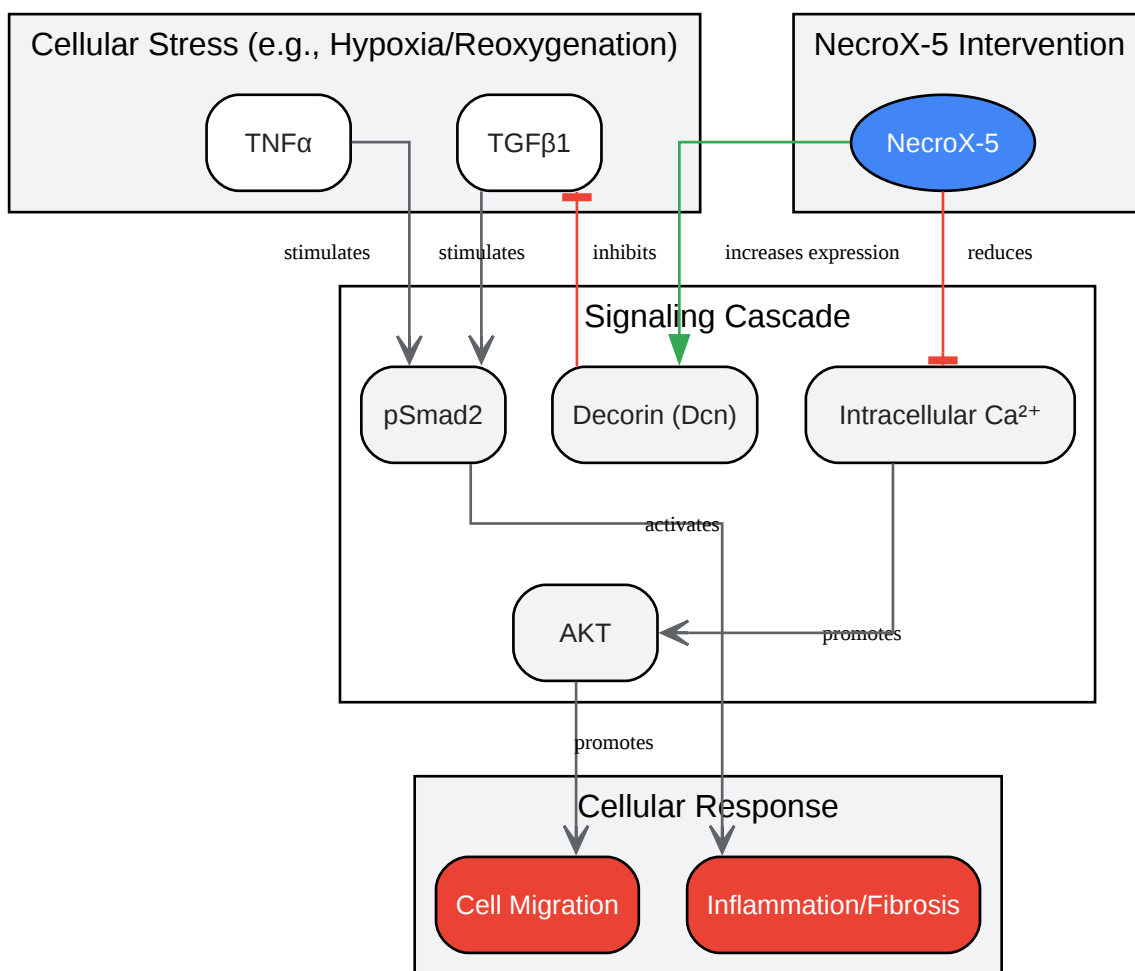 Cellular Stress (e.g., Hypoxia/Reoxygenation)
NecroX-5 Intervention
TNFα
TGFβ1
NecroX-5
stimulates
stimulates
inhibits
increases expression
reduces
Signaling Cascade
pSmad2
Decorin (Dcn)
Intracellular Ca²⁺
activates
AKT
promotes
promotes
Cellular Response
Cell Migration
Inflammation/Fibrosis